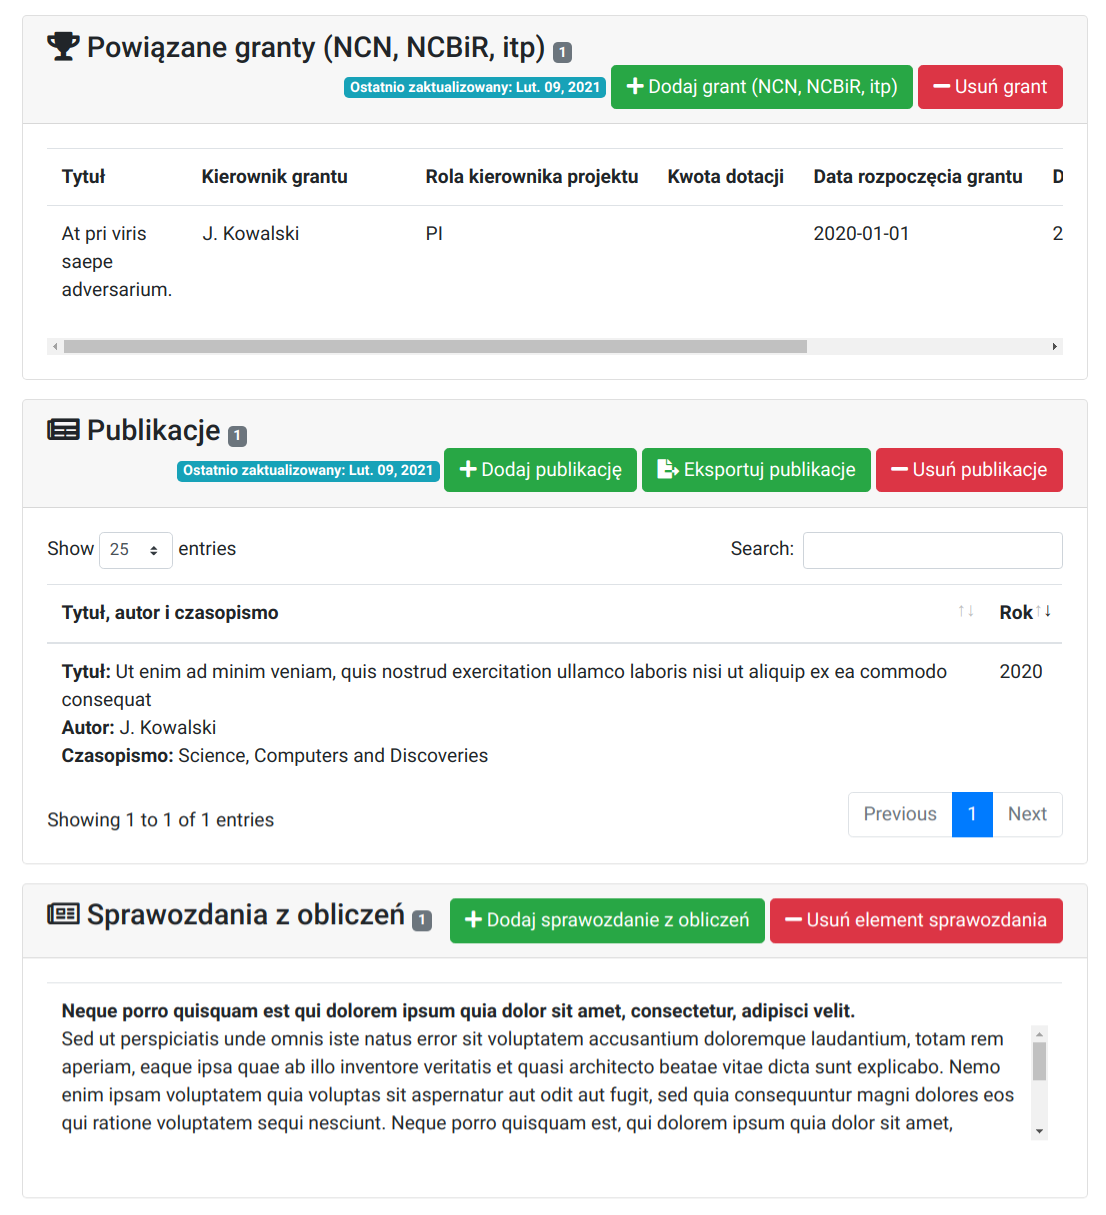 Powiązane granty (NCN, NCBiR, itp) 1
Ostatnio zaktualizowany: Lut. 09, 2021 Dodaj grant (NCN, NCBiR, itp) Usuń grant
Tytuł Kierownik grantu Rola kierownika projektu Kwota dotacji Data rozpoczęcia grantu D
At pri viris J. Kowalski PI 2020-01-01 2
saepe
adversarium.
Publikacje 1
Ostatnio zaktualizowany: Lut. 09, 2021 Dodaj publikację Eksportuj publikacje Usuń publikacje
Show 25 entries Search:
Tytuł, autor i czasopismo Rok
Tytuł: Ut enim ad minim veniam, quis nostrud exercitation ullamco laboris nisi ut aliquip ex ea commodo 2020
consequat
Autor: J. Kowalski
Czasopismo: Science, Computers and Discoveries
Showing 1 to 1 of 1 entries Previous 1 Next
Sprawozdania z obliczeń 1 Dodaj sprawozdanie z obliczeń Usuń element sprawozdania
Neque porro quisquam est qui dolorem ipsum quia dolor sit amet, consectetur, adipisci velit.
Sed ut perspiciatis unde omnis iste natus error sit voluptatem accusantium doloremque laudantium, totam rem
aperiam, eaque ipsa quae ab illo inventore veritatis et quasi architecto beatae vitae dicta sunt explicabo. Nemo
enim ipsam voluptatem quia voluptas sit aspernatur aut odit aut fugit, sed quia consequuntur magni dolores eos
qui ratione voluptatem sequi nesciunt. Neque porro quisquam est, qui dolorem ipsum quia dolor sit amet,